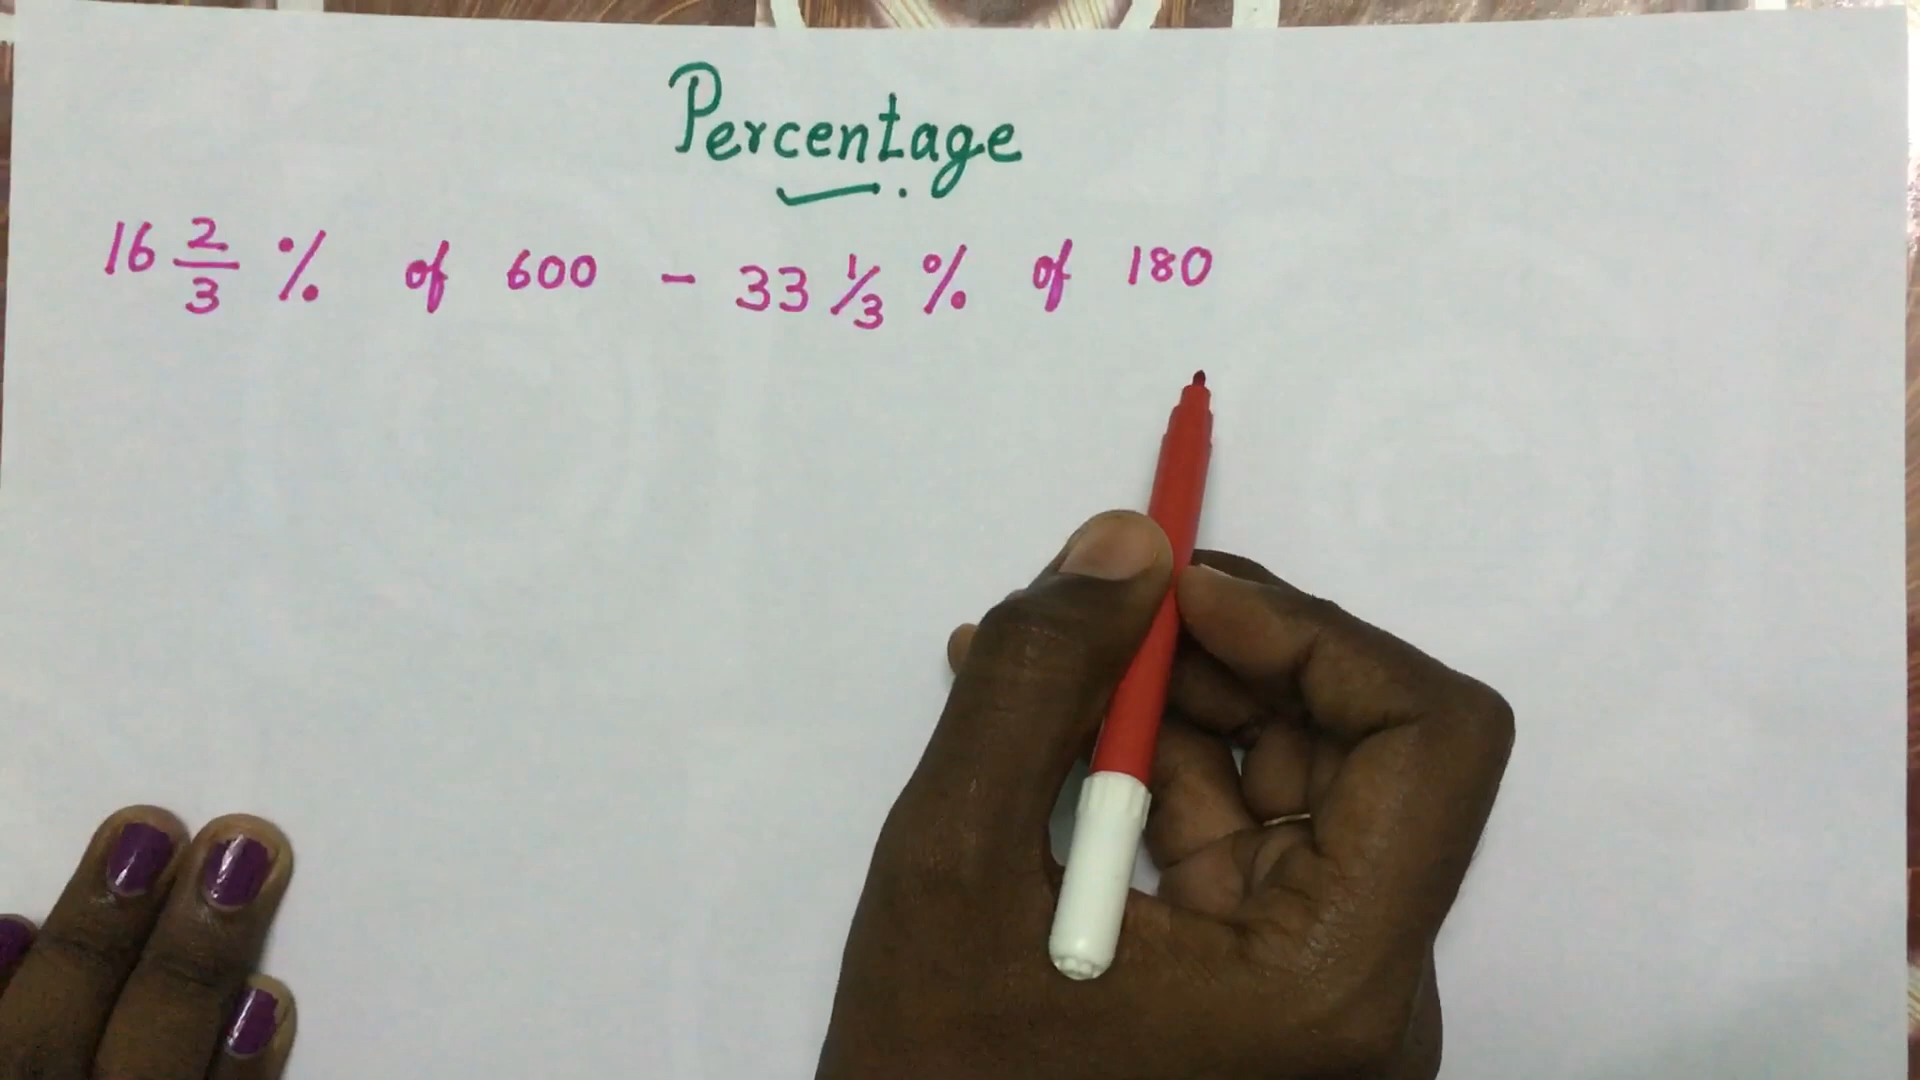 Percentage
16 2/3 % of 600 - 33 1/3 % of 180